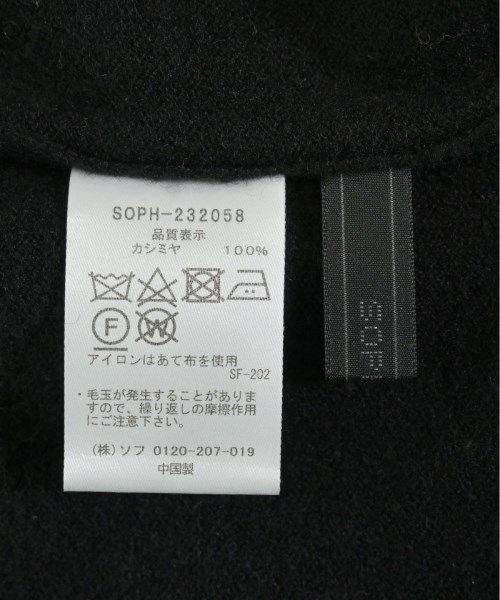 SOPH-232058
品質表示
カシミヤ 100%
F W
アイロンはあて布を使用
SF-202
・毛玉が発生することがありま
すので、繰り返しの摩擦作用
にご注意下さい。
(株)ソフ 0120-207-019
中国製
SOP